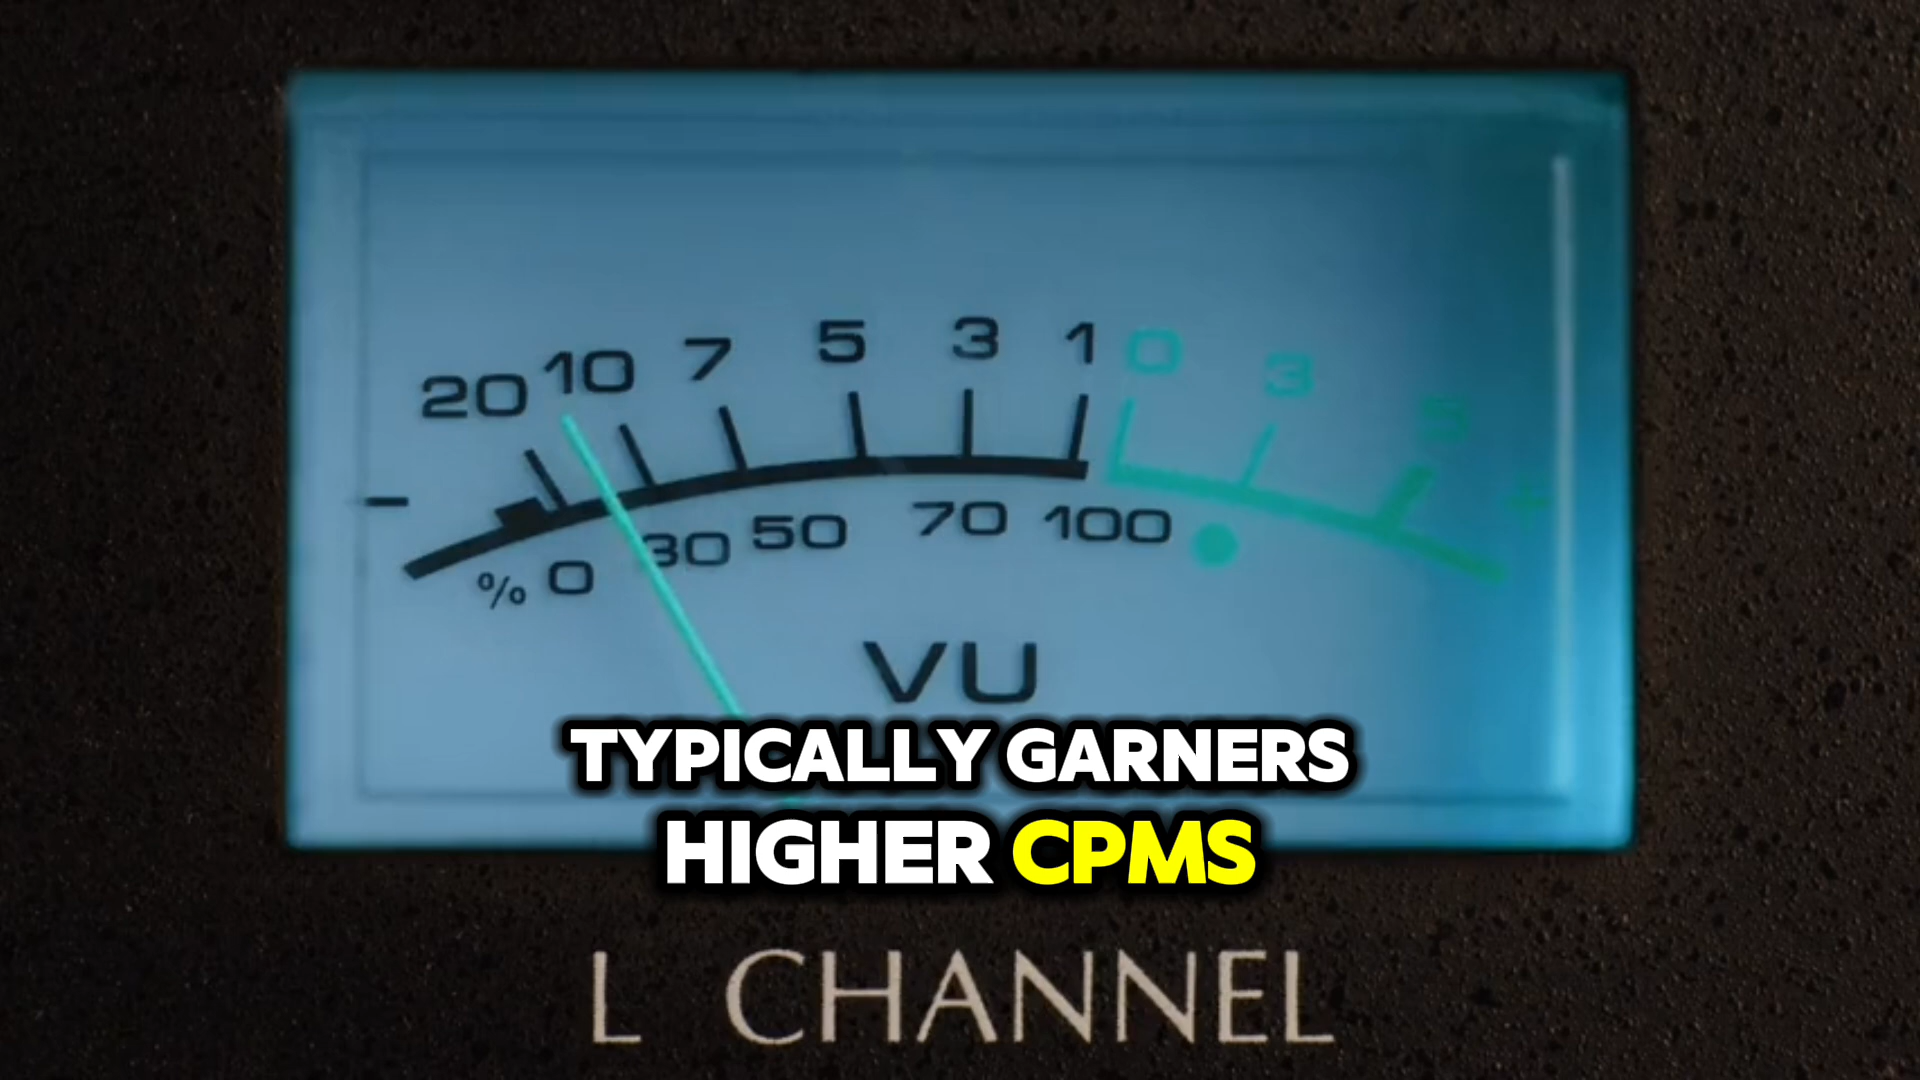 20 10 7 5 3 1 0 3 5 +
-
% 0 30 50 70 100
VU
TYPICALLY GARNERS
HIGHER CPMS
L CHANNEL